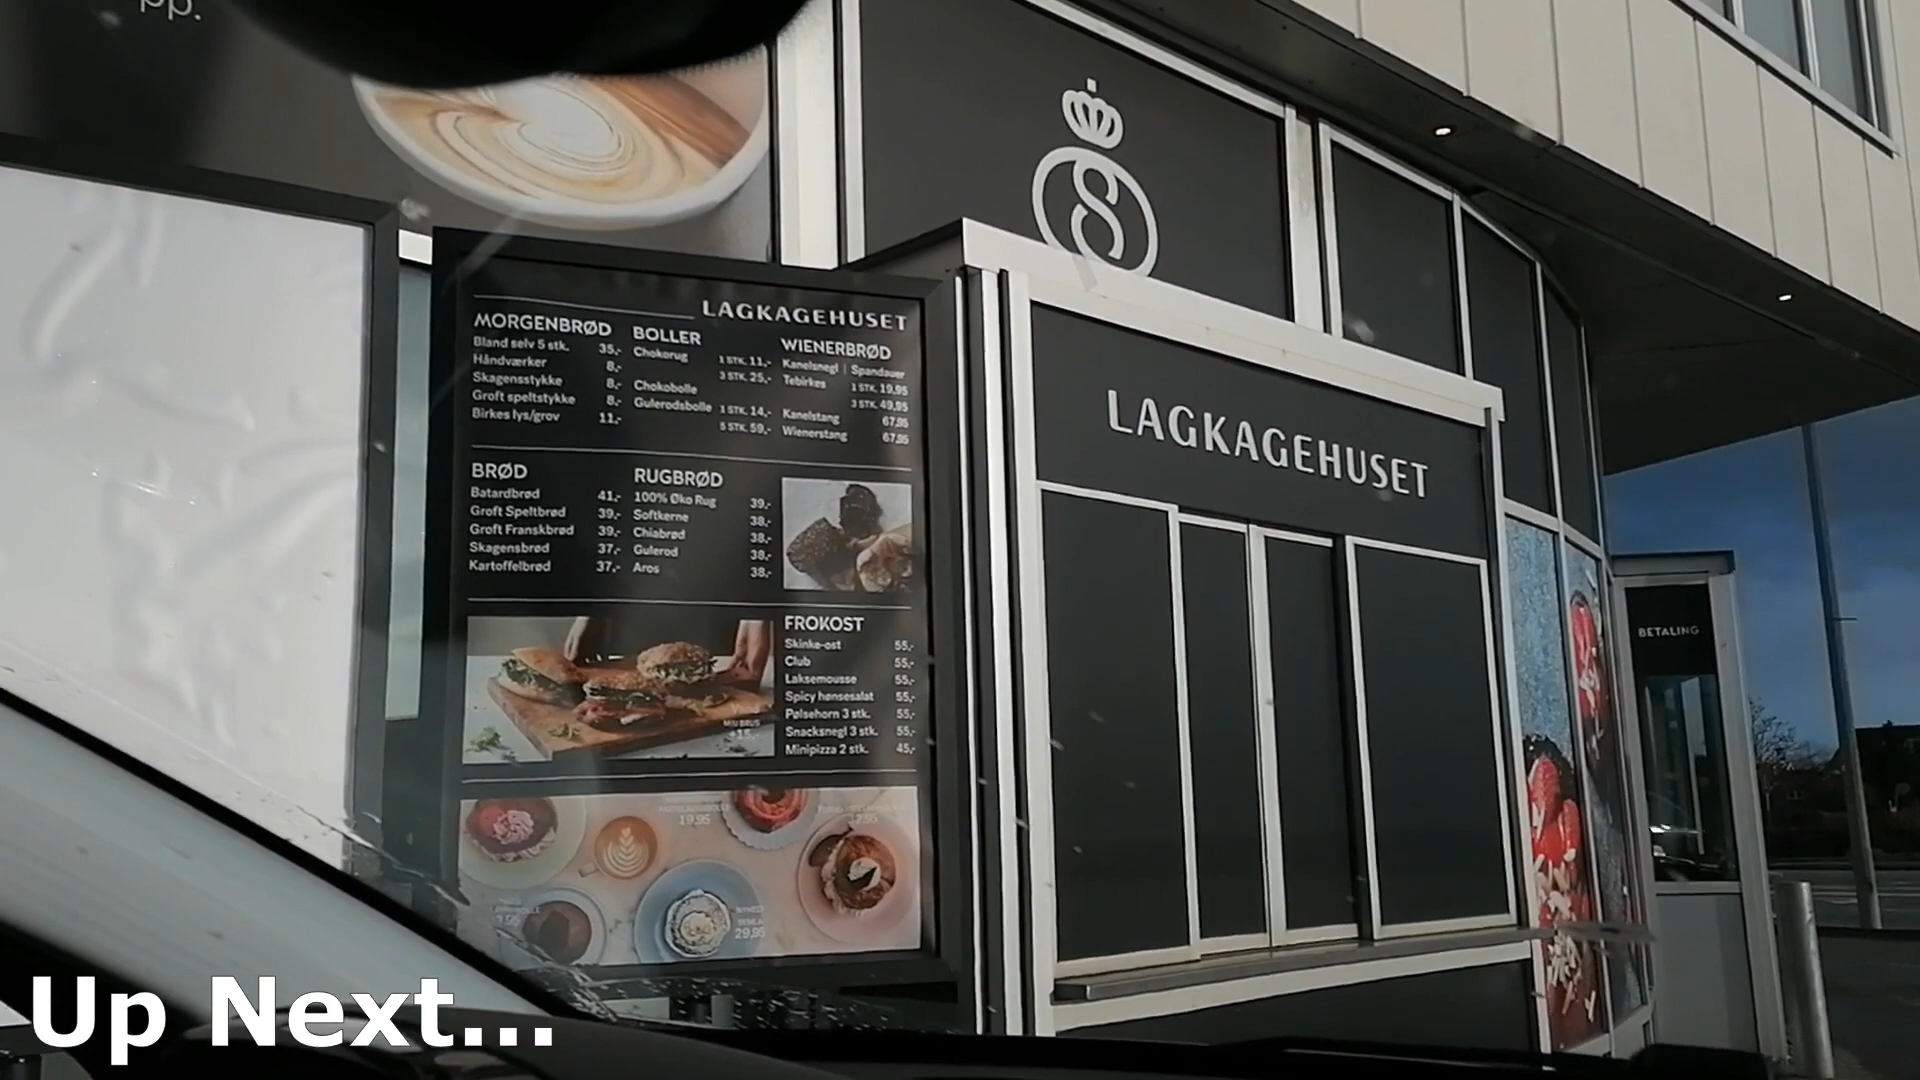 pp.
LAGKAGEHUSET
MORGENBRØD
Bland selv 5 stk. 35,-
Håndværker 8,-
Skagensstykke 8,-
Groft speltstykke 8,-
Birkes lys/grov 11,-
BOLLER
Chokorug 1 STK. 11,-
3 STK. 25,-
Chokobolle
Gulerodsbolle 1 STK. 14,-
5 STK. 59,-
WIENERBRØD
Kanelsnegl | Spandauer
Tebirkes 1 STK. 19,95
3 STK. 49,95
Kanelstang 67,95
Wienerstang 67,95
BRØD
Batardbrød 41,-
Groft Speltbrød 39,-
Groft Franskbrød 39,-
Skagensbrød 37,-
Kartoffelbrød 37,-
RUGBRØD
100% Øko Rug 39,-
Softkerne 38,-
Chiabrød 38,-
Gulerod 38,-
Aros 38,-
FROKOST
Skinke-ost 55,-
Club 55,-
Laksemousse 55,-
Spicy hønsesalat 55,-
Pølsehorn 3 stk. 55,-
Snacksnegl 3 stk. 55,-
Minipizza 2 stk. 45,-
M/U BRUS
+15,-
19,95
NYHED
SEMLA
29,95
LAGKAGEHUSET
BETALING
Up Next...